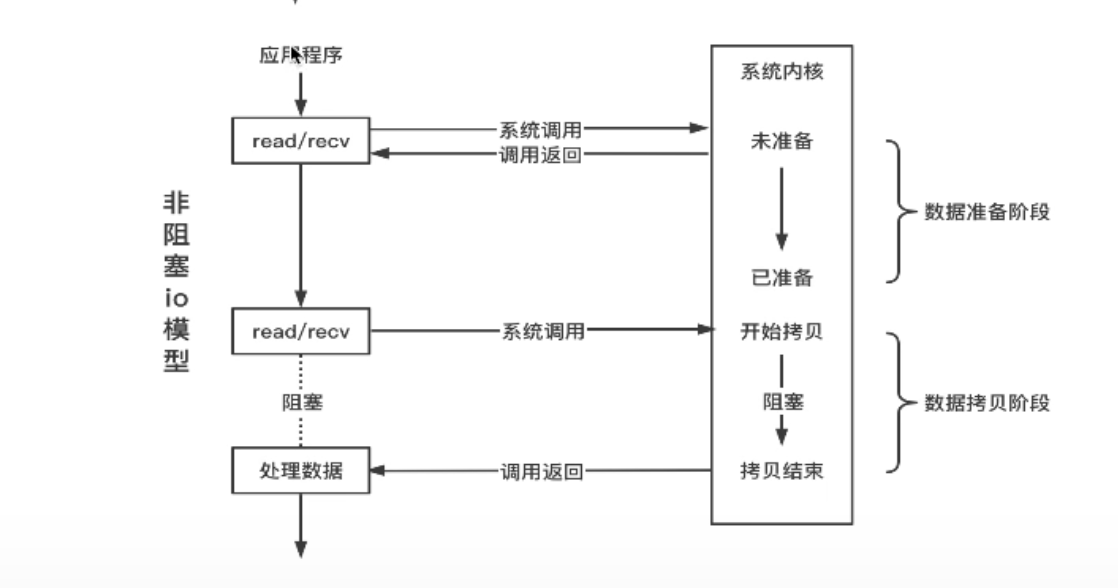 应用程序
系统内核
read/recv
系统调用
调用返回
未准备
数据准备阶段
非阻塞io模型
已准备
read/recv
系统调用
开始拷贝
阻塞
阻塞
数据拷贝阶段
处理数据
调用返回
拷贝结束